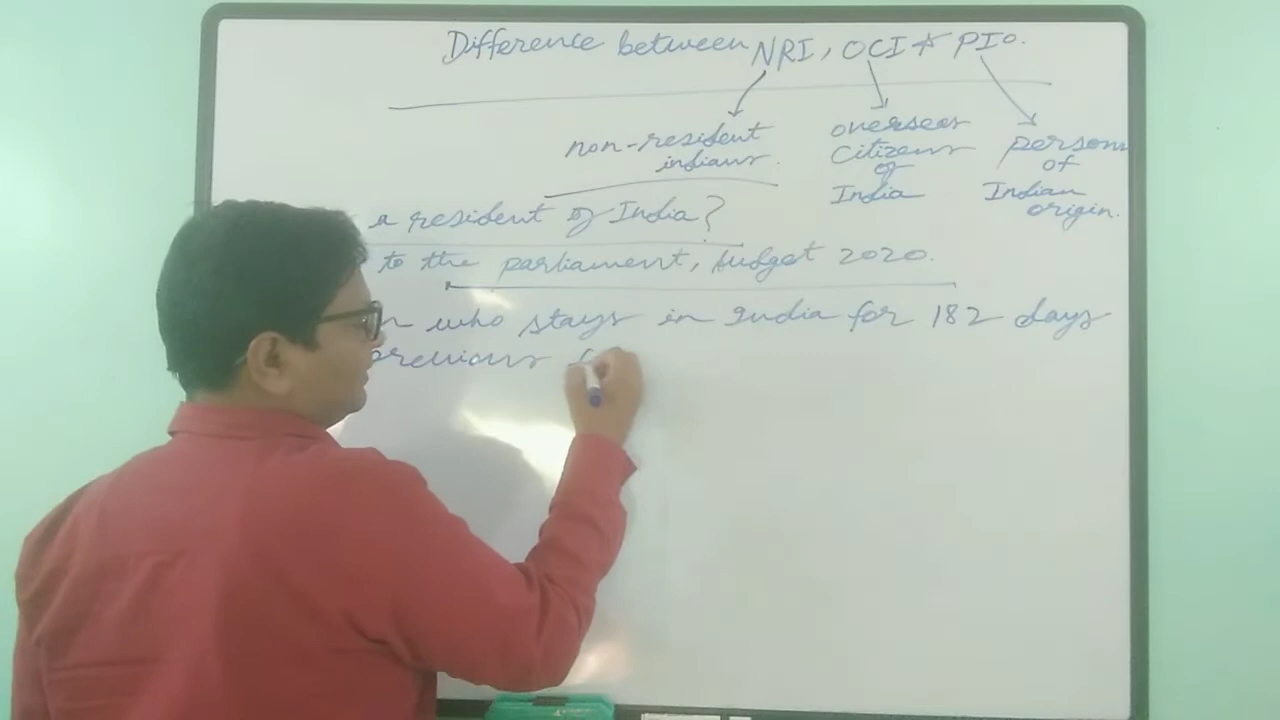 Difference between NRI, OCI & PIO.
non-resident indians.
overseas Citizens of India
persons of Indian origin.
a resident of India?
to the parliament, budget 2020.
who stays in India for 182 days
previous